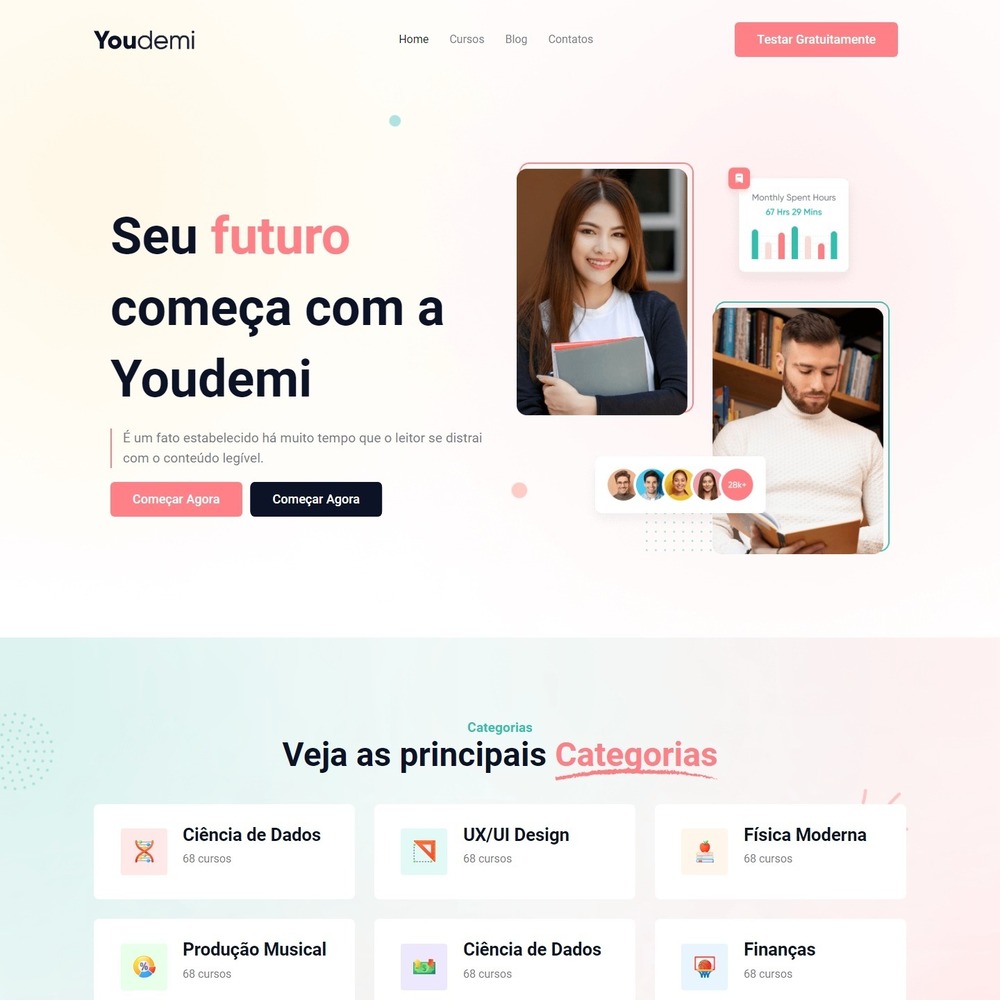 Youdemi
Home Cursos Blog Contatos
Testar Gratuitamente
Seu futuro
começa com a
Youdemi
É um fato estabelecido há muito tempo que o leitor se distrai
com o conteúdo legível.
Começar Agora
Começar Agora
Monthly Spent Hours
67 Hrs 29 Mins
28k+
Categorias
Veja as principais Categorias
Ciência de Dados
68 cursos
UX/UI Design
68 cursos
Física Moderna
68 cursos
Produção Musical
68 cursos
Ciência de Dados
68 cursos
Finanças
68 cursos